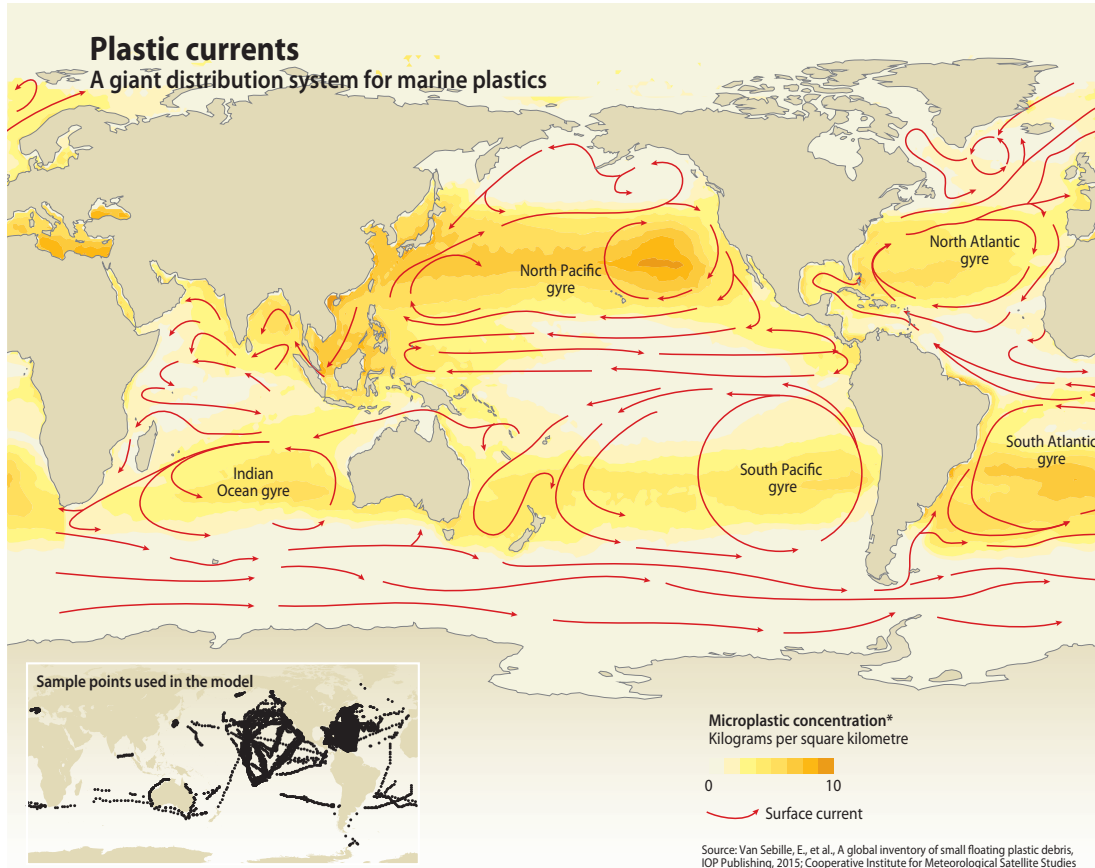 Plastic currents
A giant distribution system for marine plastics
North Atlantic
gyre
North Pacific
gyre
South Atlantic
gyre
Indian
Ocean gyre
South Pacific
gyre
Sample points used in the model
Microplastic concentration*
Kilograms per square kilometre
0 10
Surface current
Source: Van Sebille, E., et al., A global inventory of small floating plastic debris,
IOP Publishing, 2015; Cooperative Institute for Meteorological Satellite Studies